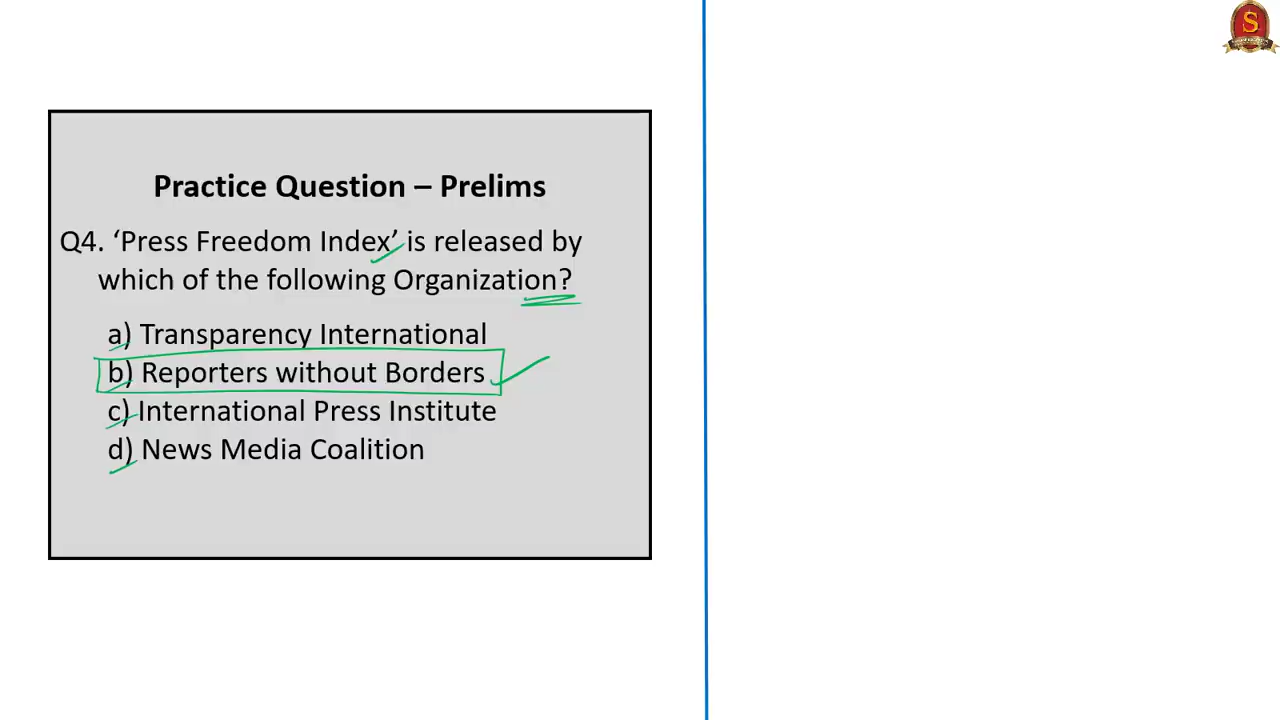 Practice Question – Prelims
Q4. ‘Press Freedom Index’ is released by
which of the following Organization?
a) Transparency International
b) Reporters without Borders
c) International Press Institute
d) News Media Coalition
S